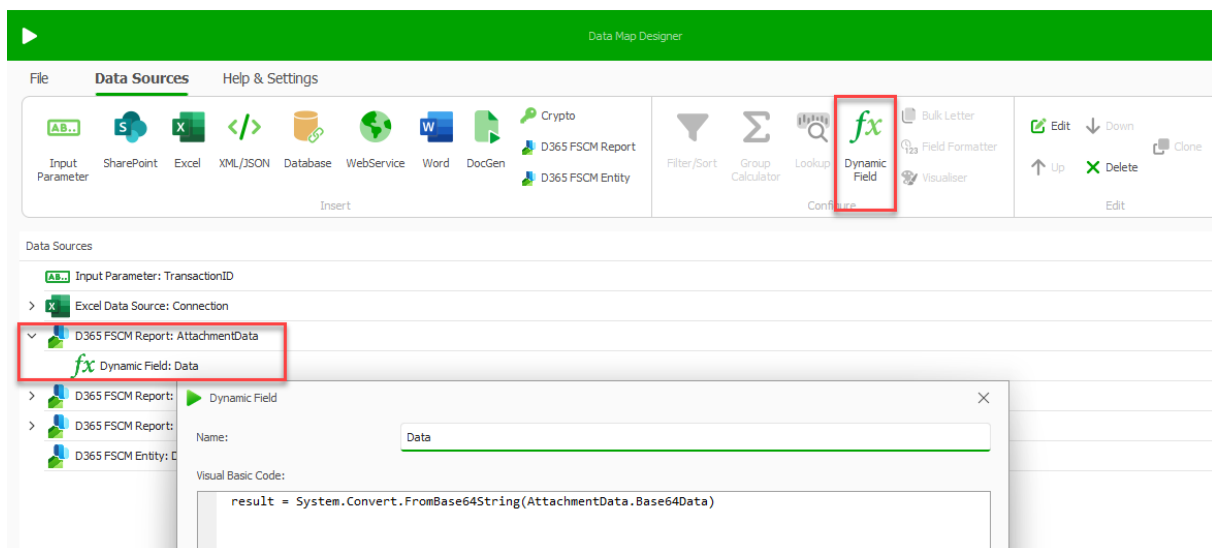 Data Map Designer
File Data Sources Help & Settings
AB.. Input Parameter
SharePoint
Excel
XML/JSON
Database
WebService
Word
DocGen
Crypto
D365 FSCM Report
D365 FSCM Entity
Insert
Filter/Sort
Group Calculator
Lookup
fx Dynamic Field
Bulk Letter
Field Formatter
Visualiser
Configure
Edit
Down
Up
Delete
Clone
Edit
Data Sources
AB.. Input Parameter: TransactionID
Excel Data Source: Connection
D365 FSCM Report: AttachmentData
fx Dynamic Field: Data
D365 FSCM Report:
D365 FSCM Report:
D365 FSCM Entity: D
Dynamic Field
Name: Data
Visual Basic Code:
result = System.Convert.FromBase64String(AttachmentData.Base64Data)